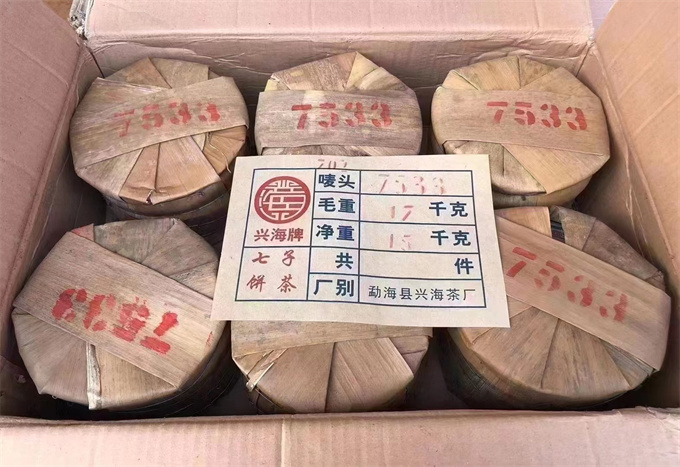 7533
7533
7533
唛头 7533
毛重 17 千克
净重 15 千克
共 件
厂别 勐海县兴海茶厂
兴海牌
七子
饼茶
7533
7533